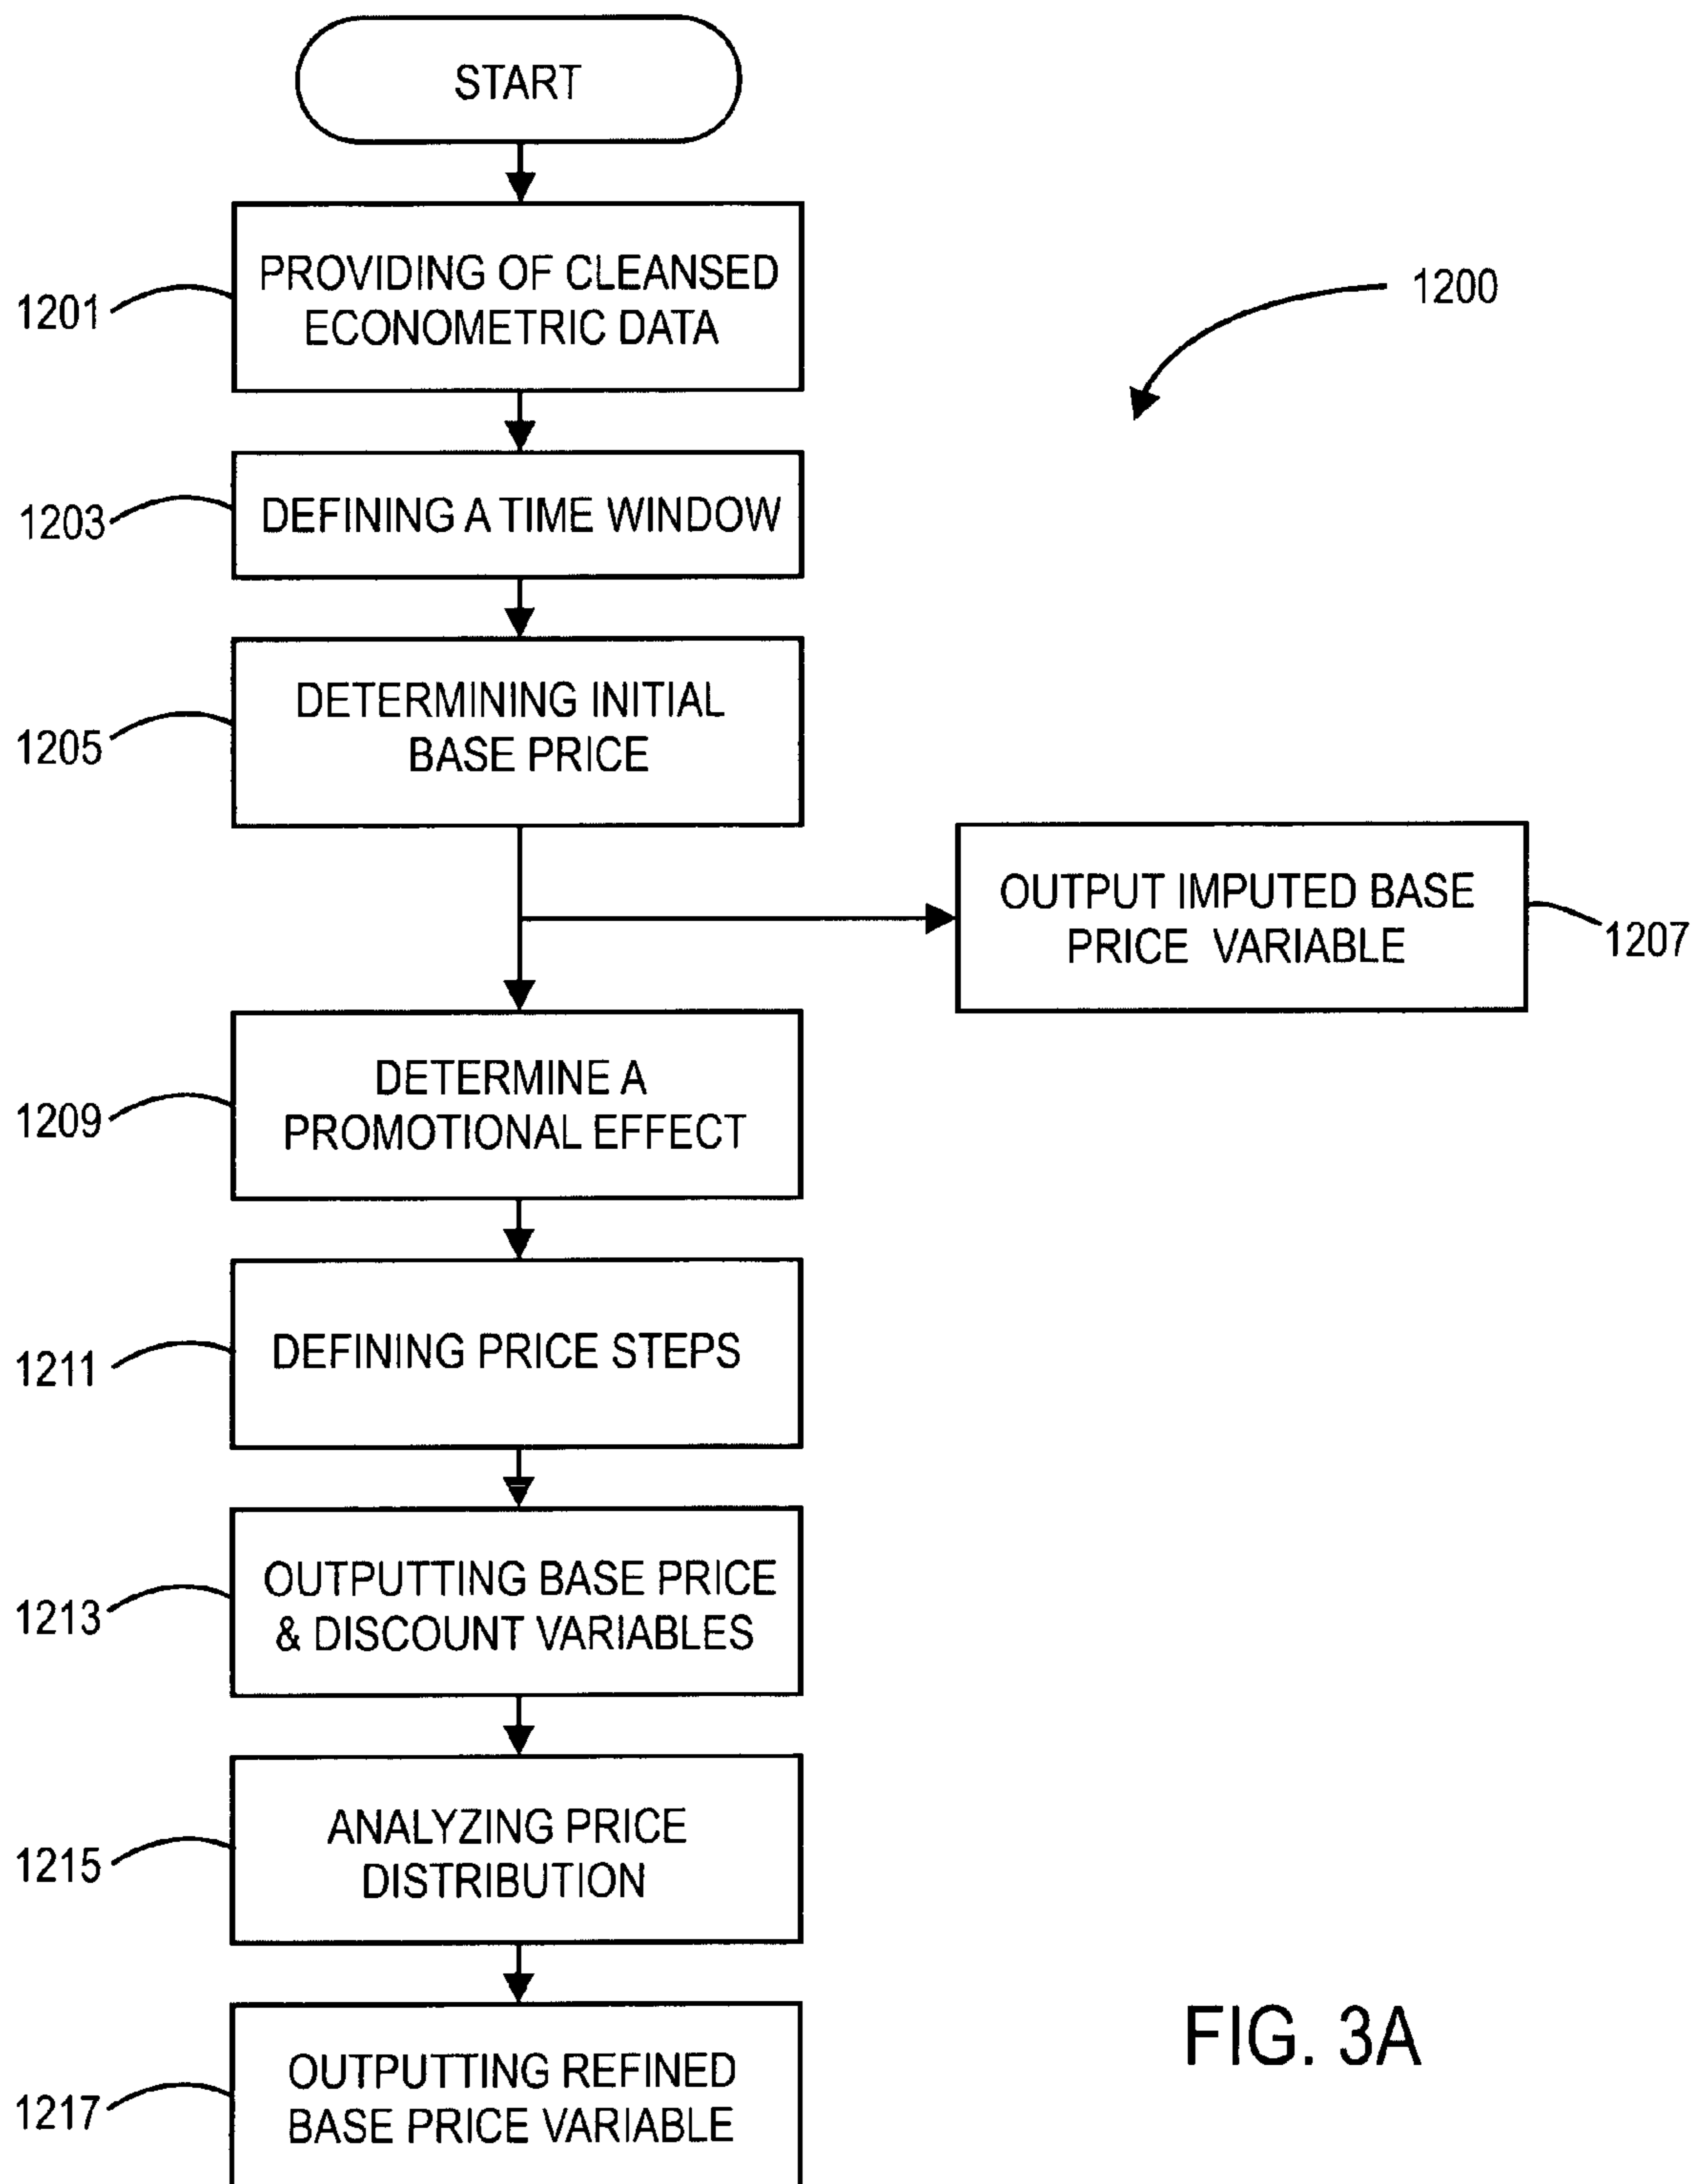 START
PROVIDING OF CLEANSED
ECONOMETRIC DATA
1201
1200
DEFINING A TIME WINDOW
1203
DETERMINING INITIAL
BASE PRICE
1205
OUTPUT IMPUTED BASE
PRICE VARIABLE
1207
DETERMINE A
PROMOTIONAL EFFECT
1209
DEFINING PRICE STEPS
1211
OUTPUTTING BASE PRICE
& DISCOUNT VARIABLES
1213
ANALYZING PRICE
DISTRIBUTION
1215
OUTPUTTING REFINED
BASE PRICE VARIABLE
1217
FIG. 3A